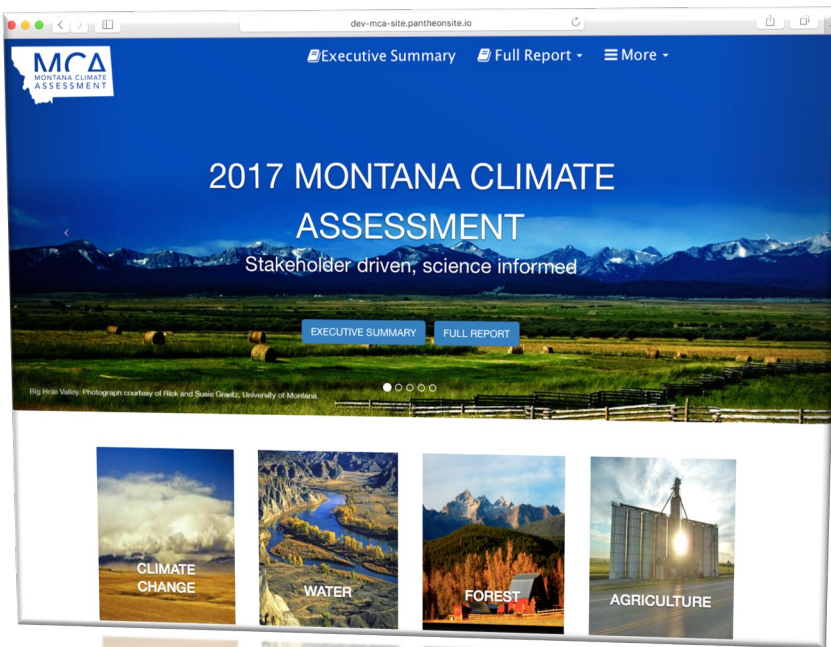 dev-mca-site.pantheonsite.io
MCA
MONTANA CLIMATE
ASSESSMENT
Executive Summary Full Report More
2017 MONTANA CLIMATE
ASSESSMENT
Stakeholder driven, science informed
EXECUTIVE SUMMARY FULL REPORT
Big Hole Valley. Photograph courtesy of Rick and Susie Graetz, University of Montana.
CLIMATE
CHANGE
WATER
FOREST
AGRICULTURE